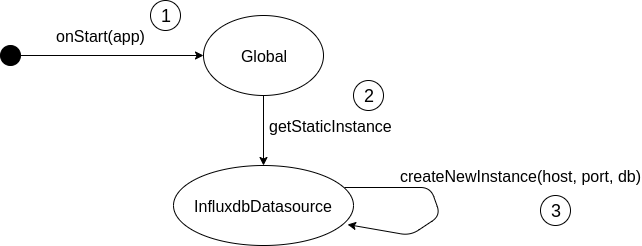 1
onStart(app)
Global
2
getStaticInstance
createNewInstance(host, port, db)
InfluxdbDatasource
3